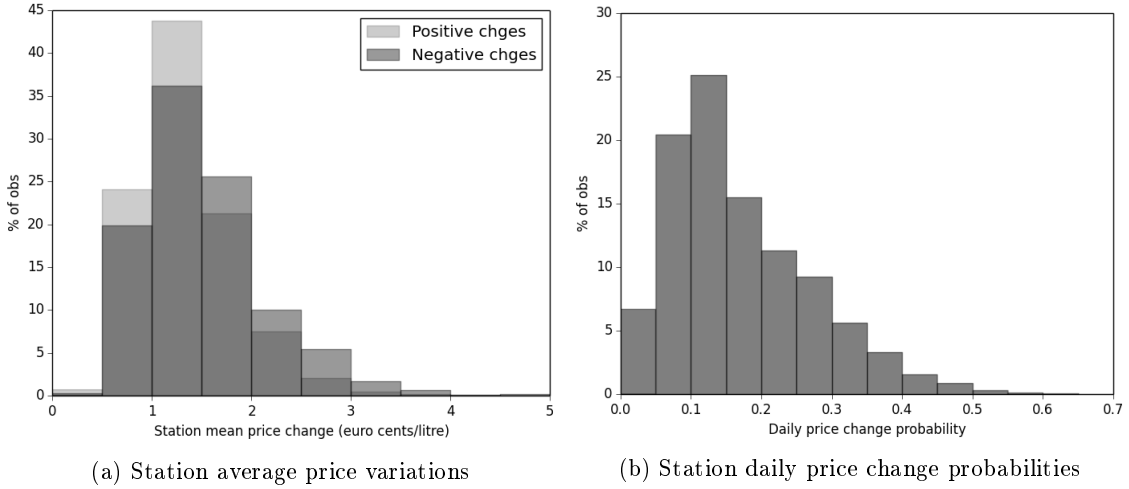 45
40
35
30
25
20
15
10
5
0
% of obs
Positive chges
Negative chges
0 1 2 3 4 5
Station mean price change (euro cents/litre)
(a) Station average price variations
30
25
20
15
10
5
0
% of obs
0.0 0.1 0.2 0.3 0.4 0.5 0.6 0.7
Daily price change probability
(b) Station daily price change probabilities